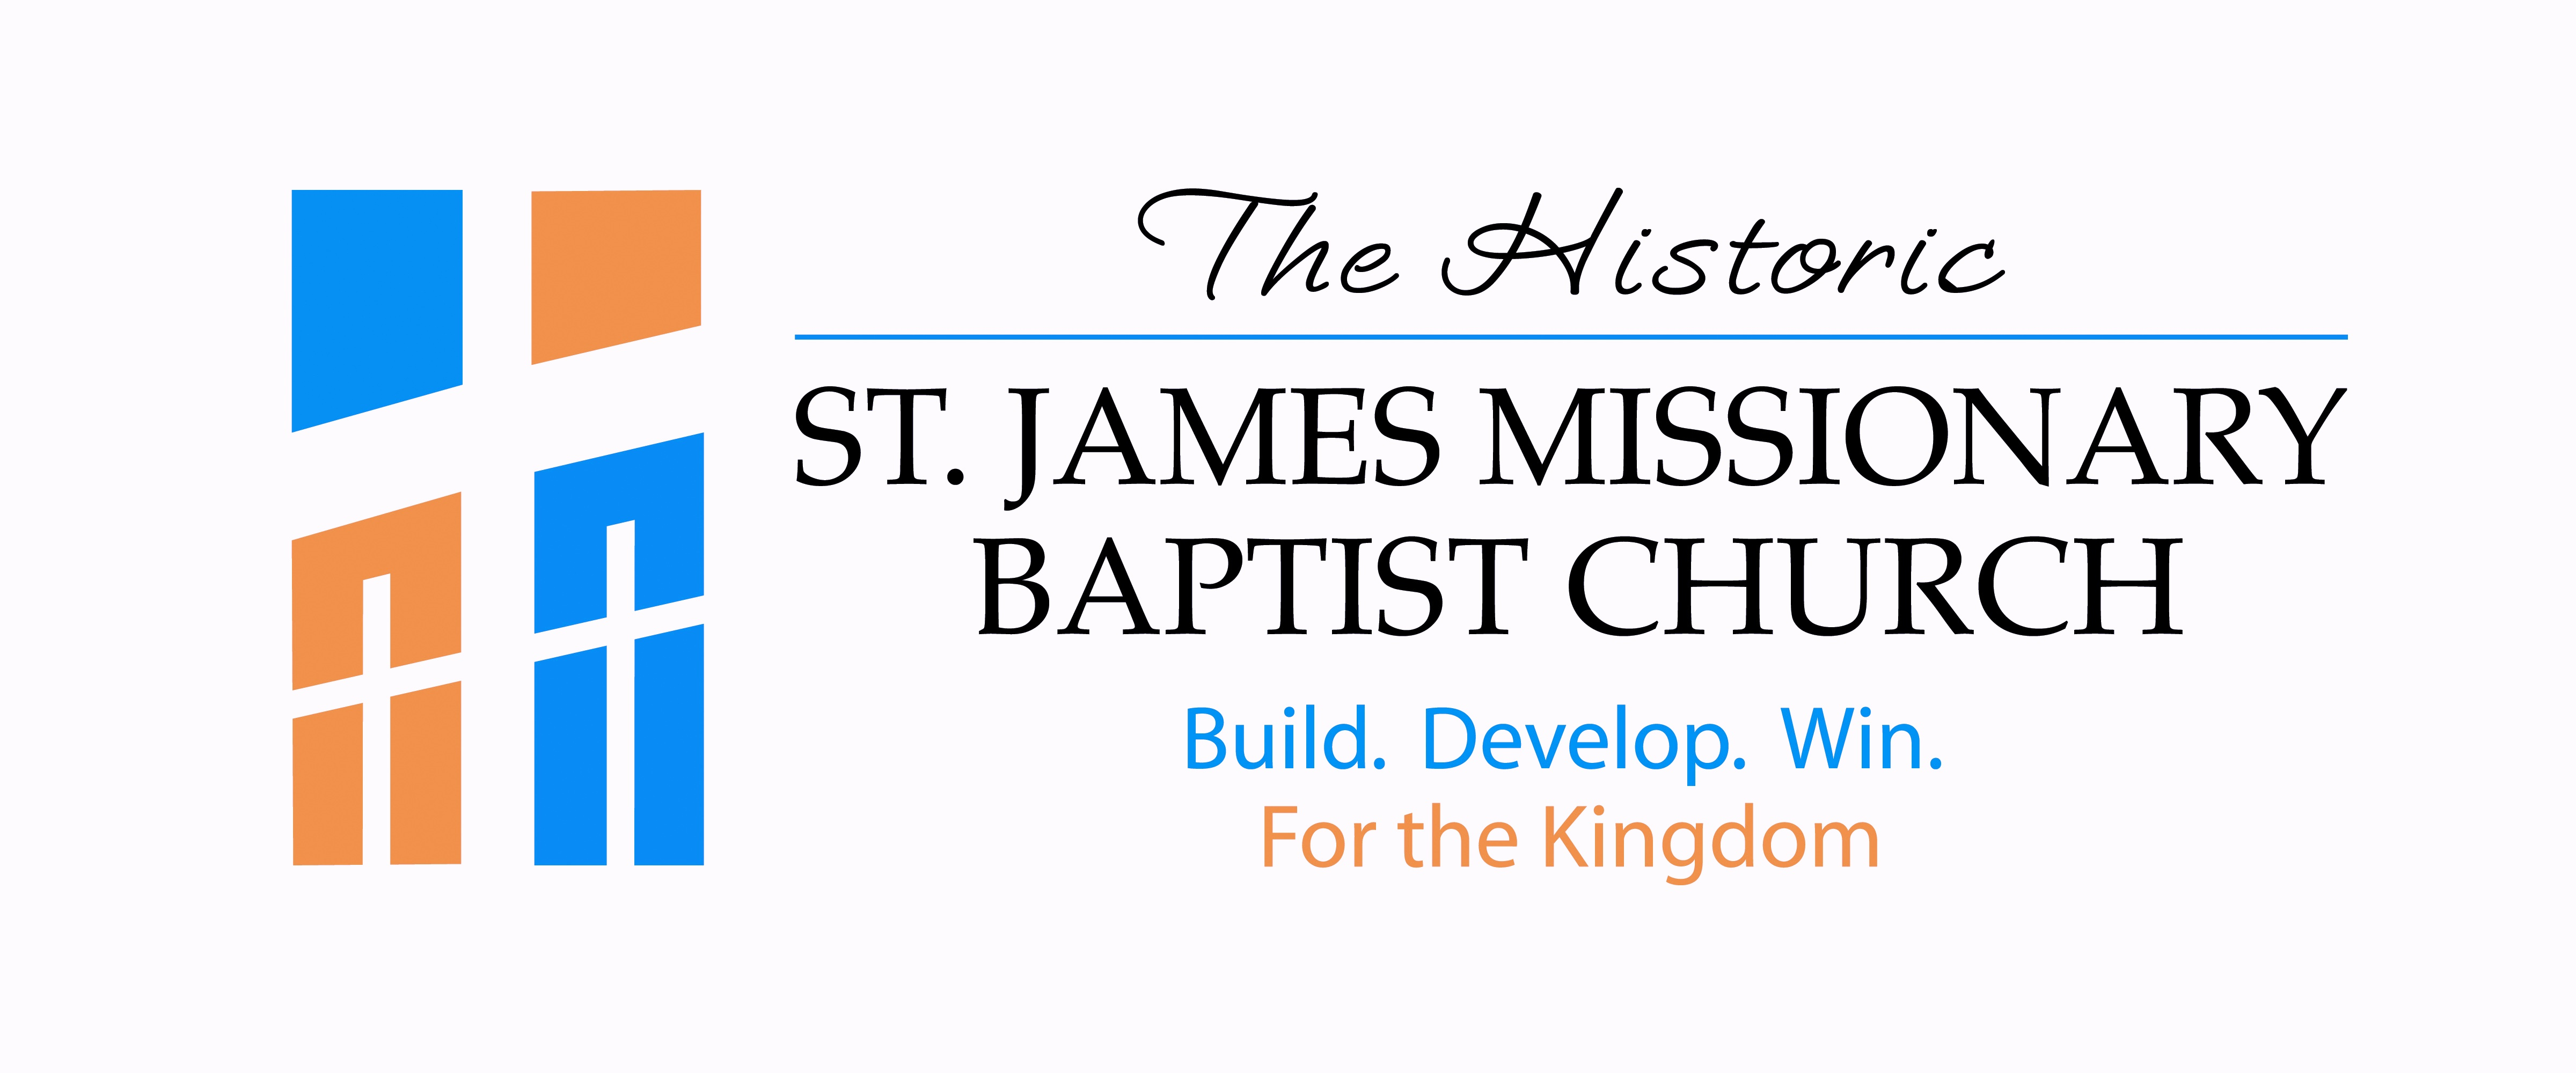 The Historic
ST. JAMES MISSIONARY
BAPTIST CHURCH
Build. Develop. Win.
For the Kingdom